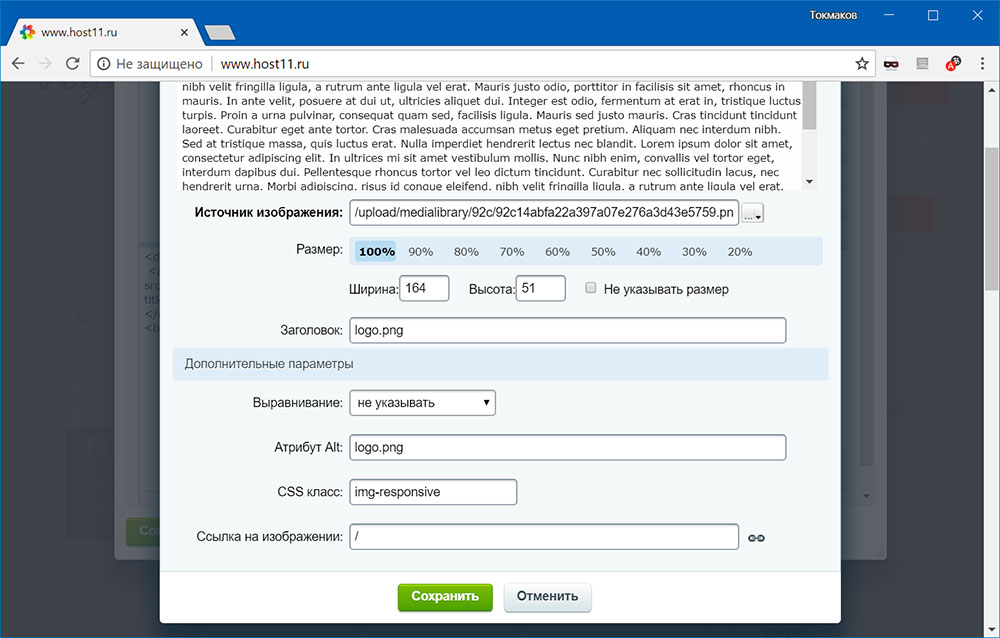 Токмаков
www.host11.ru
Не защищено www.host11.ru
nibh velit fringilla ligula, a rutrum ante ligula vel erat. Mauris justo odio, porttitor in facilisis sit amet, rhoncus in
mauris. In ante velit, posuere at dui ut, ultricies aliquet dui. Integer est odio, fermentum at erat in, tristique luctus
turpis. Proin a urna pulvinar, consequat quam sed, facilisis ligula. Mauris sed justo mauris. Cras tincidunt tincidunt
laoreet. Curabitur eget ante tortor. Cras malesuada accumsan metus eget pretium. Aliquam nec interdum nibh.
Sed at tristique massa, quis luctus erat. Nulla imperdiet hendrerit lectus nec blandit. Lorem ipsum dolor sit amet,
consectetur adipiscing elit. In ultrices mi sit amet vestibulum mollis. Nunc nibh enim, convallis vel tortor eget,
interdum dapibus dui. Pellentesque rhoncus tortor vel leo dictum tincidunt. Curabitur nec sollicitudin lacus, nec
hendrerit urna. Morbi adipiscing, risus id congue eleifend, nibh velit fringilla ligula, a rutrum ante ligula vel erat.
Источник изображения: /upload/medialibrary/92c/92c14abfa22a397a07e276a3d43e5759.pn ...
Размер: 100% 90% 80% 70% 60% 50% 40% 30% 20%
Ширина: 164 Высота: 51 Не указывать размер
Заголовок: logo.png
Дополнительные параметры
Выравнивание: не указывать
Атрибут Alt: logo.png
CSS класс: img-responsive
Ссылка на изображении: /
Сохранить Отменить